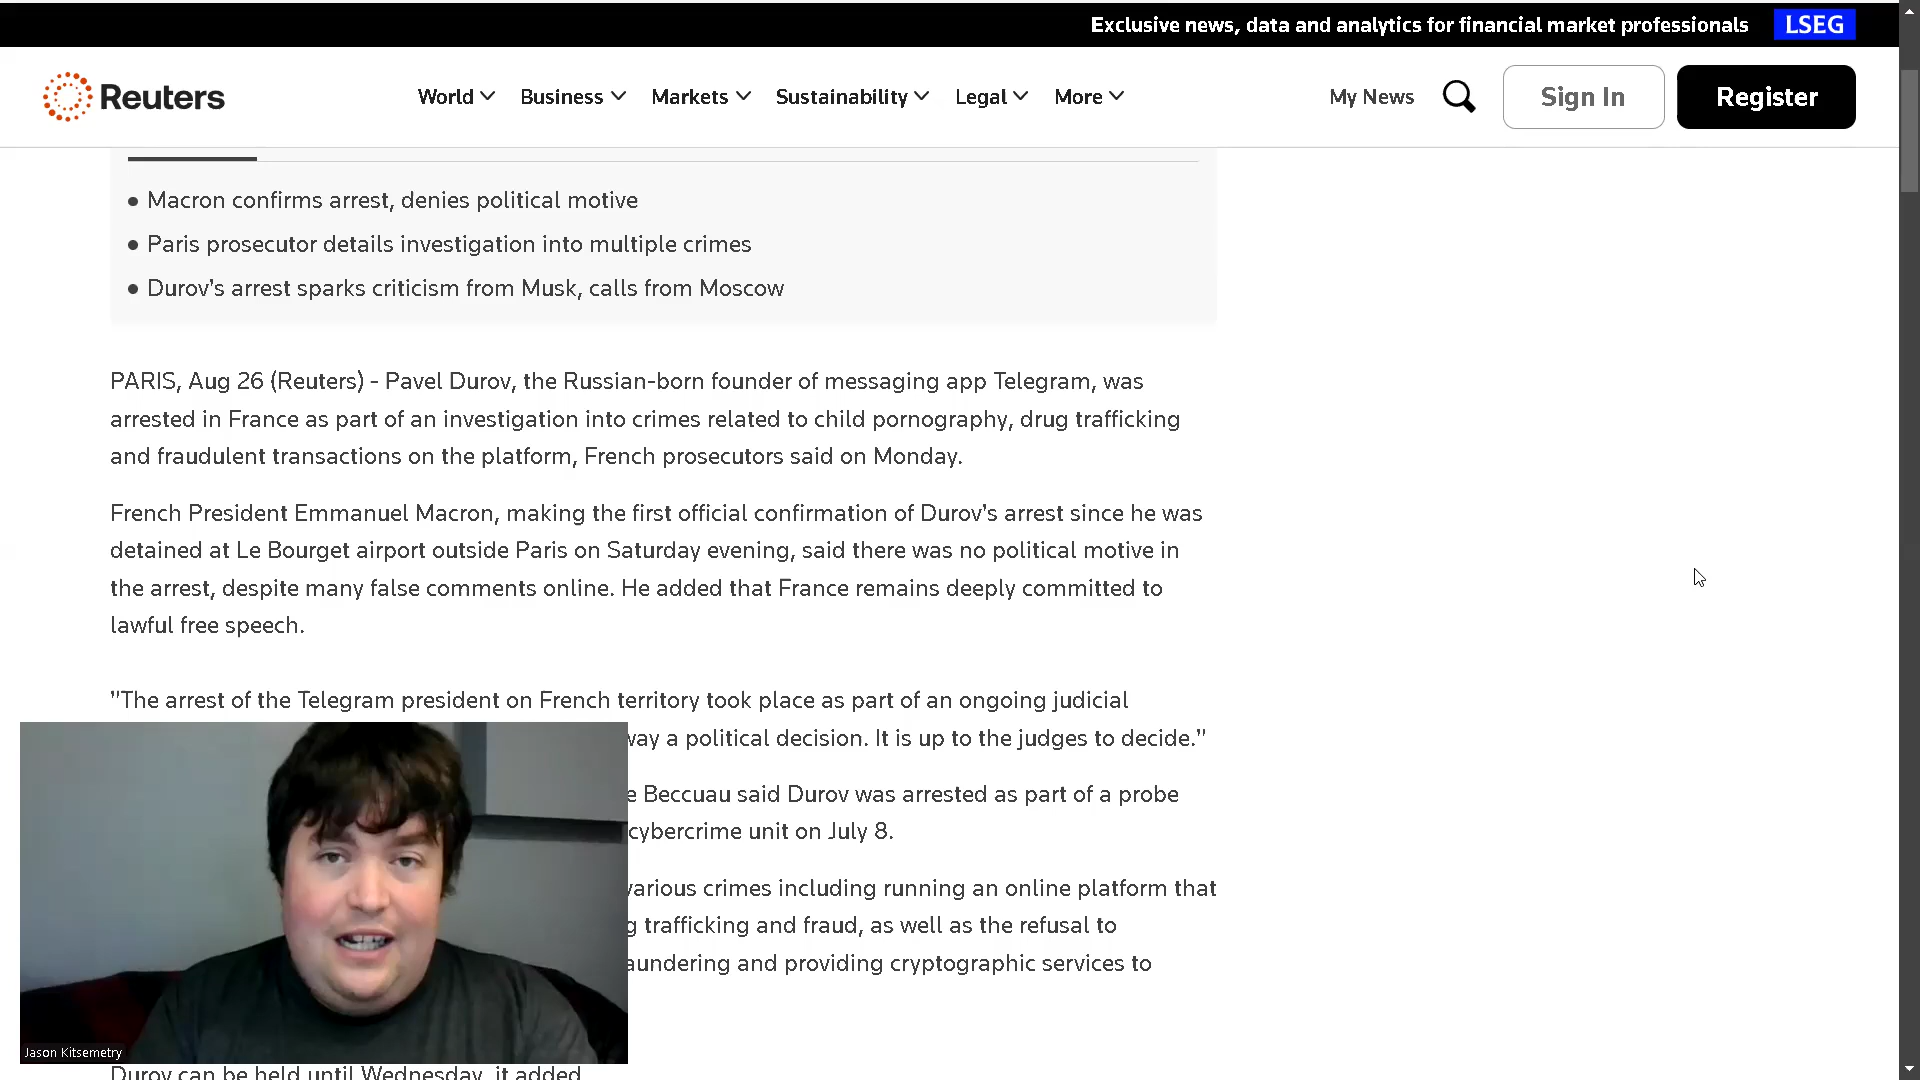 Exclusive news, data and analytics for financial market professionals LSEG
Reuters World Business Markets Sustainability Legal More My News Sign In Register
● Macron confirms arrest, denies political motive
● Paris prosecutor details investigation into multiple crimes
● Durov's arrest sparks criticism from Musk, calls from Moscow
PARIS, Aug 26 (Reuters) - Pavel Durov, the Russian-born founder of messaging app Telegram, was
arrested in France as part of an investigation into crimes related to child pornography, drug trafficking
and fraudulent transactions on the platform, French prosecutors said on Monday.
French President Emmanuel Macron, making the first official confirmation of Durov's arrest since he was
detained at Le Bourget airport outside Paris on Saturday evening, said there was no political motive in
the arrest, despite many false comments online. He added that France remains deeply committed to
lawful free speech.
"The arrest of the Telegram president on French territory took place as part of an ongoing judicial
way a political decision. It is up to the judges to decide."
e Beccuau said Durov was arrested as part of a probe
cybercrime unit on July 8.
various crimes including running an online platform that
g trafficking and fraud, as well as the refusal to
aundering and providing cryptographic services to
Jason Kitsemetry
Durov can be held until Wednesday, it added